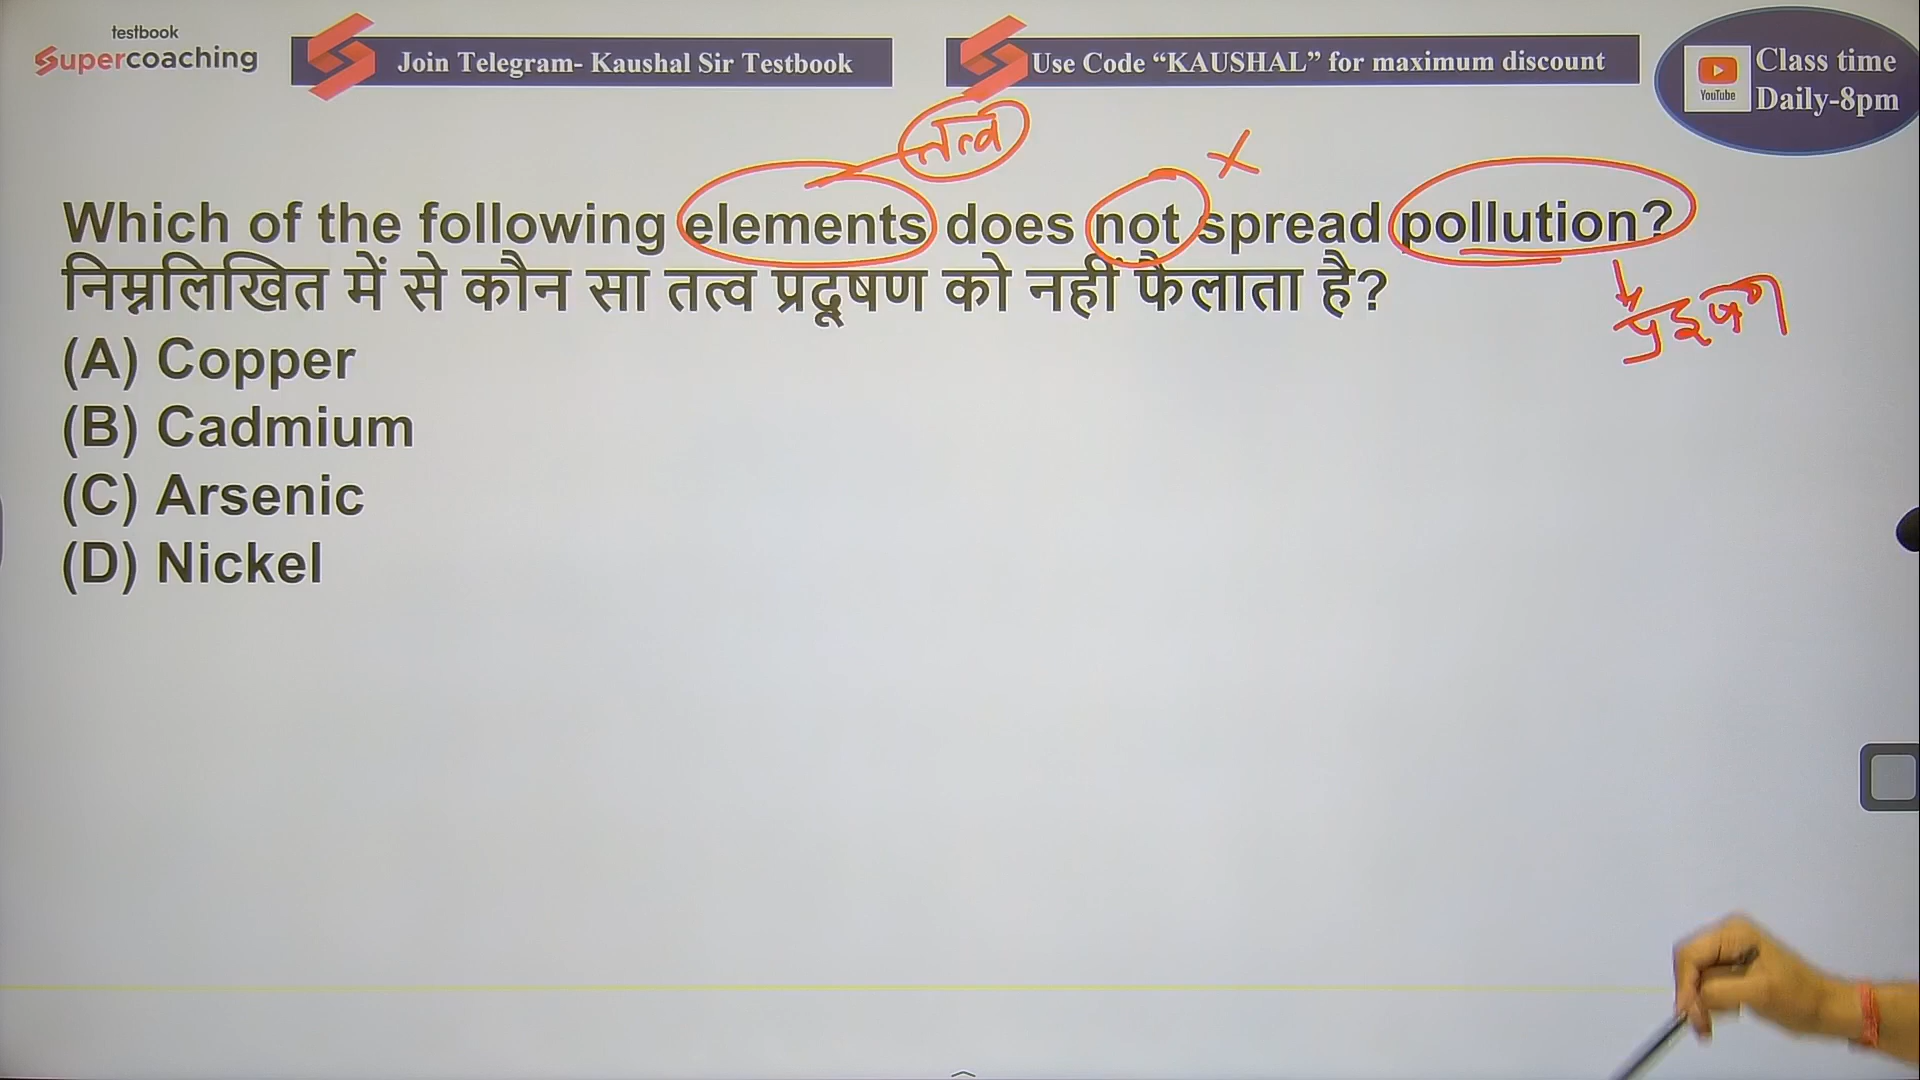 testbook
Supercoaching
Join Telegram- Kaushal Sir Testbook
Use Code “KAUSHAL” for maximum discount
YouTube
Class time
Daily-8pm
तत्व
Which of the following elements does not spread pollution?
निम्नलिखित में से कौन सा तत्व प्रदूषण को नहीं फैलाता है?
प्रदूषण
(A) Copper
(B) Cadmium
(C) Arsenic
(D) Nickel